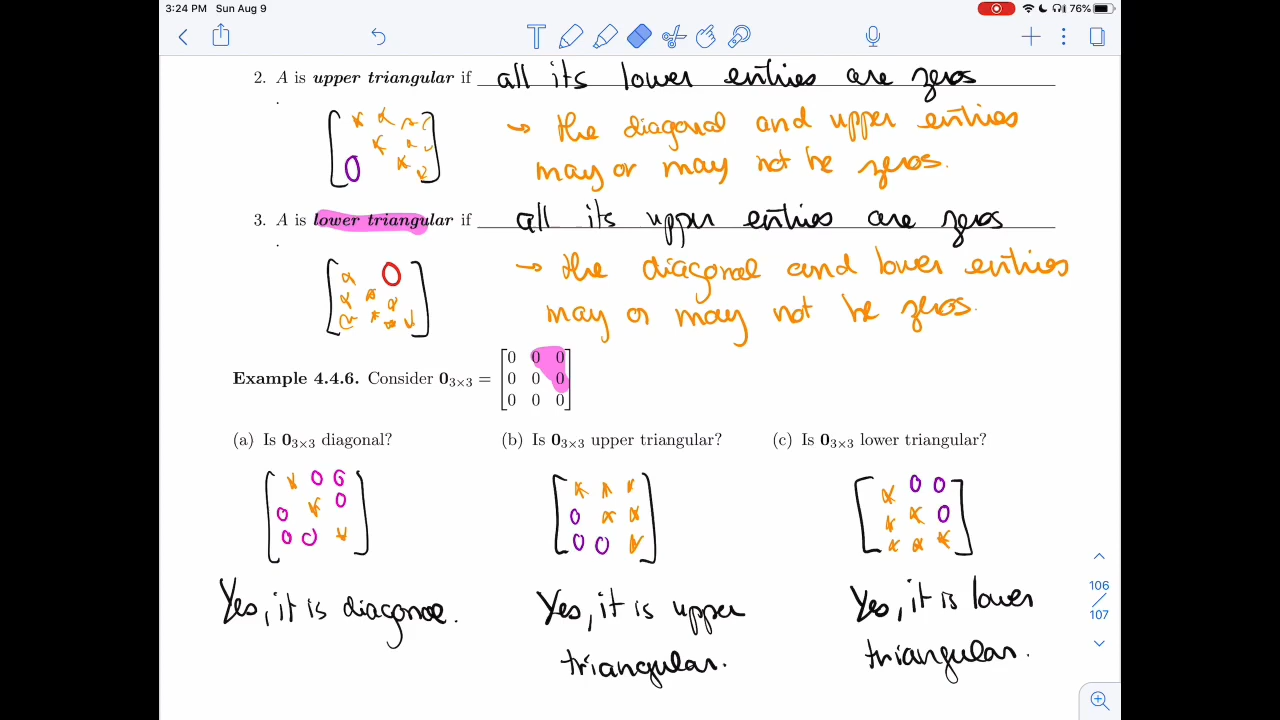 3:24 PM Sun Aug 9
76%
2. A is upper triangular if all its lower entries are zeros
.
→ the diagonal and upper entries
may or may not be zeros.
0
3. A is lower triangular if all its upper entries are zeros
.
→ the diagonal and lower entries
may or may not be zeros.
0
Example 4.4.6. Consider 0₃ₓ₃ =
0 0 0
0 0 0
0 0 0
(a) Is 0₃ₓ₃ diagonal? (b) Is 0₃ₓ₃ upper triangular? (c) Is 0₃ₓ₃ lower triangular?
* 0 0
0 * 0
0 0 *
* * *
0 * *
0 0 *
* 0 0
* * 0
* * *
Yes, it is diagonal.
Yes, it is upper
triangular.
Yes, it is lower
triangular.
106
107